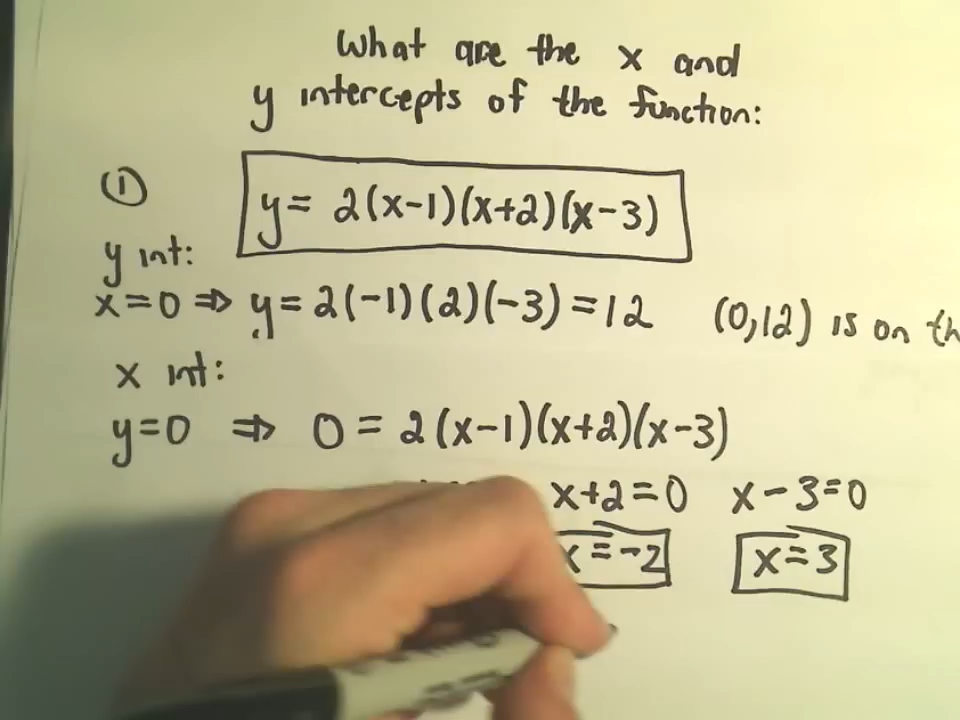 What are the x and
y intercepts of the function:
① y = 2(x-1)(x+2)(x-3)
y int:
x=0 ⇒ y = 2(-1)(2)(-3) = 12 (0,12) is on
x int:
y=0 ⇒ 0 = 2(x-1)(x+2)(x-3)
x+2=0 x-3=0
x=-2 x=3